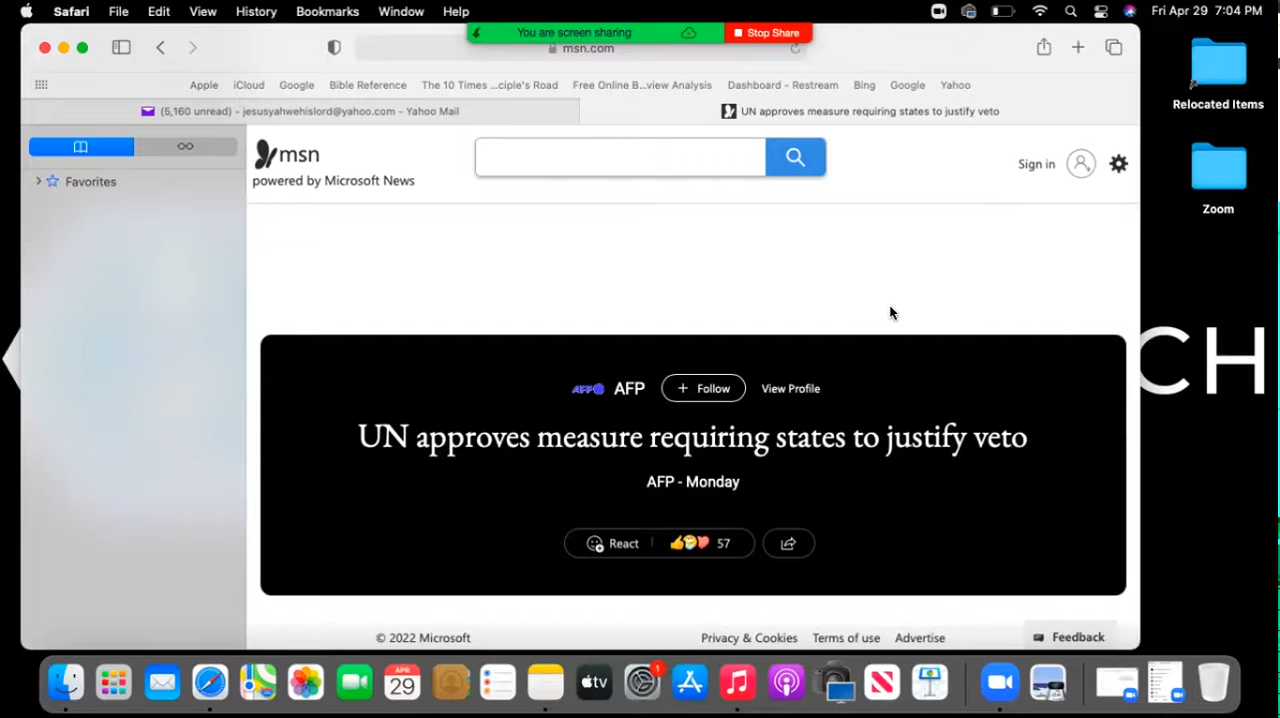 Safari File Edit View History Bookmarks Window Help Fri Apr 29 7:04 PM
You are screen sharing Stop Share
msn.com
Apple iCloud Google Bible Reference The 10 Times ...ciple's Road Free Online B...view Analysis Dashboard - Restream Bing Google Yahoo
(5,160 unread) - jesusyahwehislord@yahoo.com - Yahoo Mail
UN approves measure requiring states to justify veto
Favorites
msn
powered by Microsoft News
Sign in
Relocated Items
Zoom
CH
AFP AFP + Follow View Profile
UN approves measure requiring states to justify veto
AFP - Monday
React 57
© 2022 Microsoft Privacy & Cookies Terms of use Advertise Feedback
APR
29
tv
1